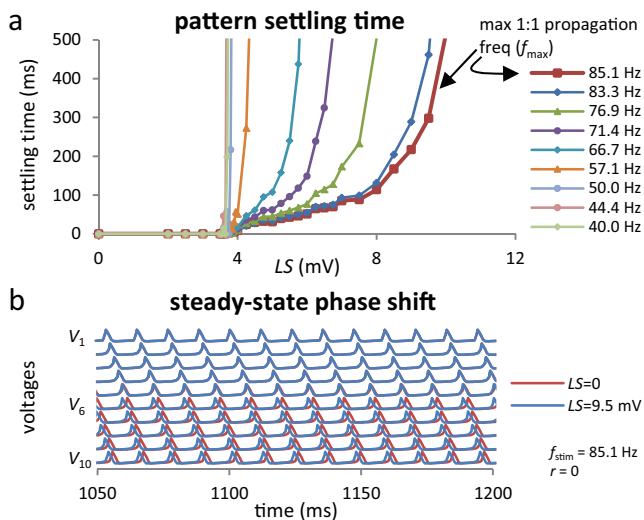 a
pattern settling time
max 1:1 propagation
freq (fmax)
settling time (ms)
500
400
300
200
100
0
0
4
8
12
LS (mV)
85.1 Hz
83.3 Hz
76.9 Hz
71.4 Hz
66.7 Hz
57.1 Hz
50.0 Hz
44.4 Hz
40.0 Hz
b
steady-state phase shift
voltages
V1
V6
V10
1050
1100
1150
1200
time (ms)
LS=0
LS=9.5 mV
fstim = 85.1 Hz
r = 0